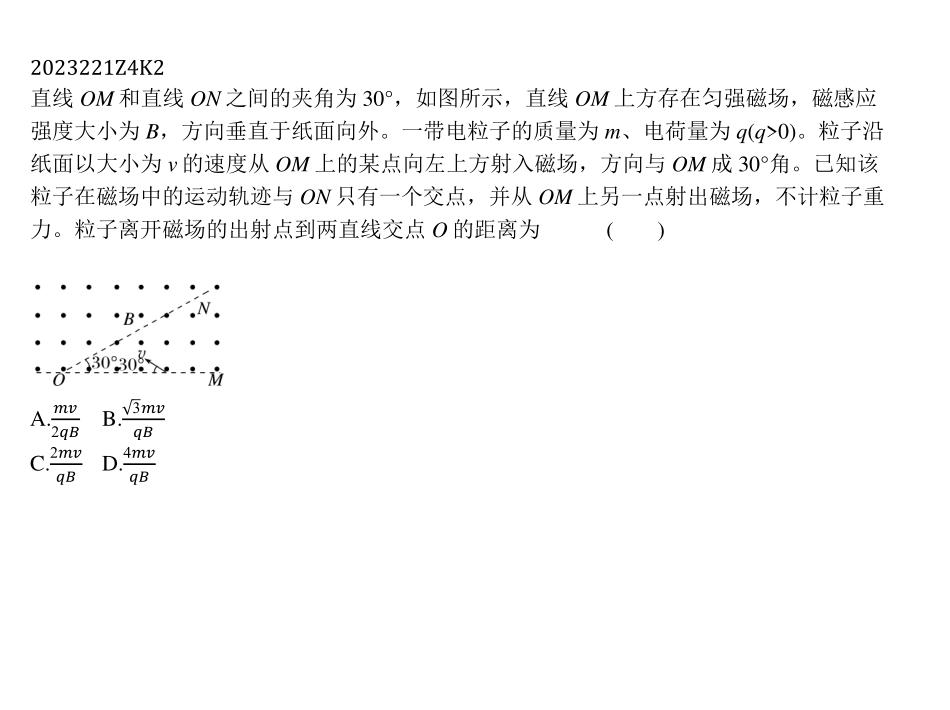 2023221Z4K2
直线 OM 和直线 ON 之间的夹角为 30°，如图所示，直线 OM 上方存在匀强磁场，磁感应
强度大小为 B，方向垂直于纸面向外。一带电粒子的质量为 m、电荷量为 q(q>0)。粒子沿
纸面以大小为 v 的速度从 OM 上的某点向左上方射入磁场，方向与 OM 成 30°角。己知该
粒子在磁场中的运动轨迹与 ON 只有一个交点，并从 OM 上另一点射出磁场，不计粒子重
力。粒子离开磁场的出射点到两直线交点 O 的距离为 ( )
N
B
v
30°30°
O M
A.mv/2qB B.√3mv/qB
C.2mv/qB D.4mv/qB